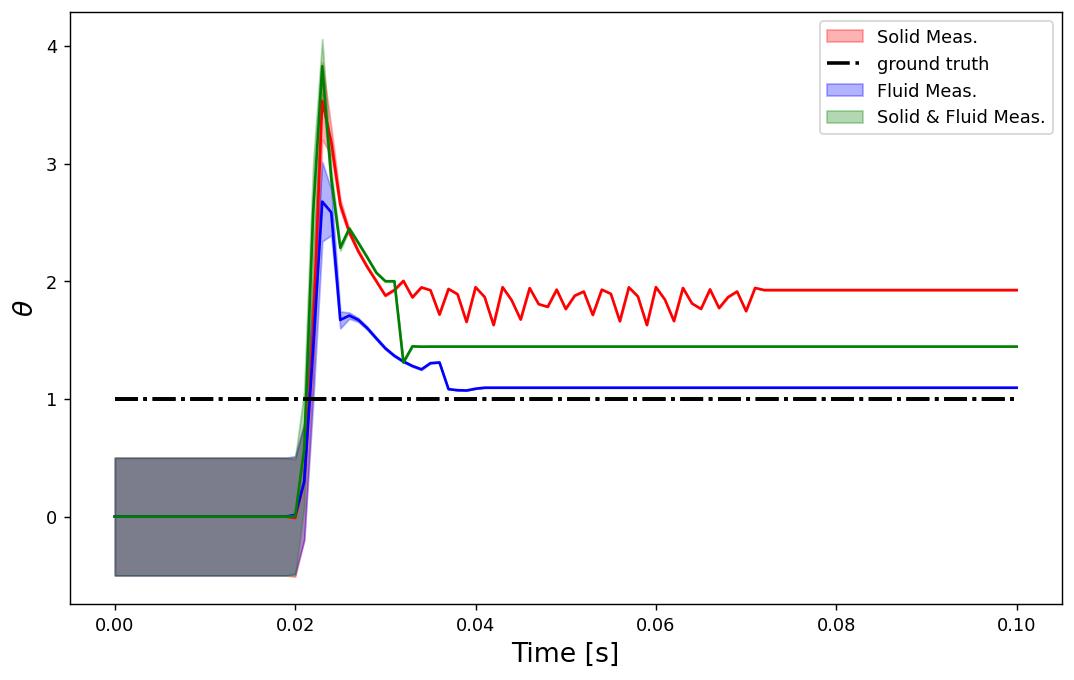 Solid Meas.
ground truth
Fluid Meas.
Solid & Fluid Meas.
4
3
2
1
0
θ
0.00
0.02
0.04
0.06
0.08
0.10
Time [s]